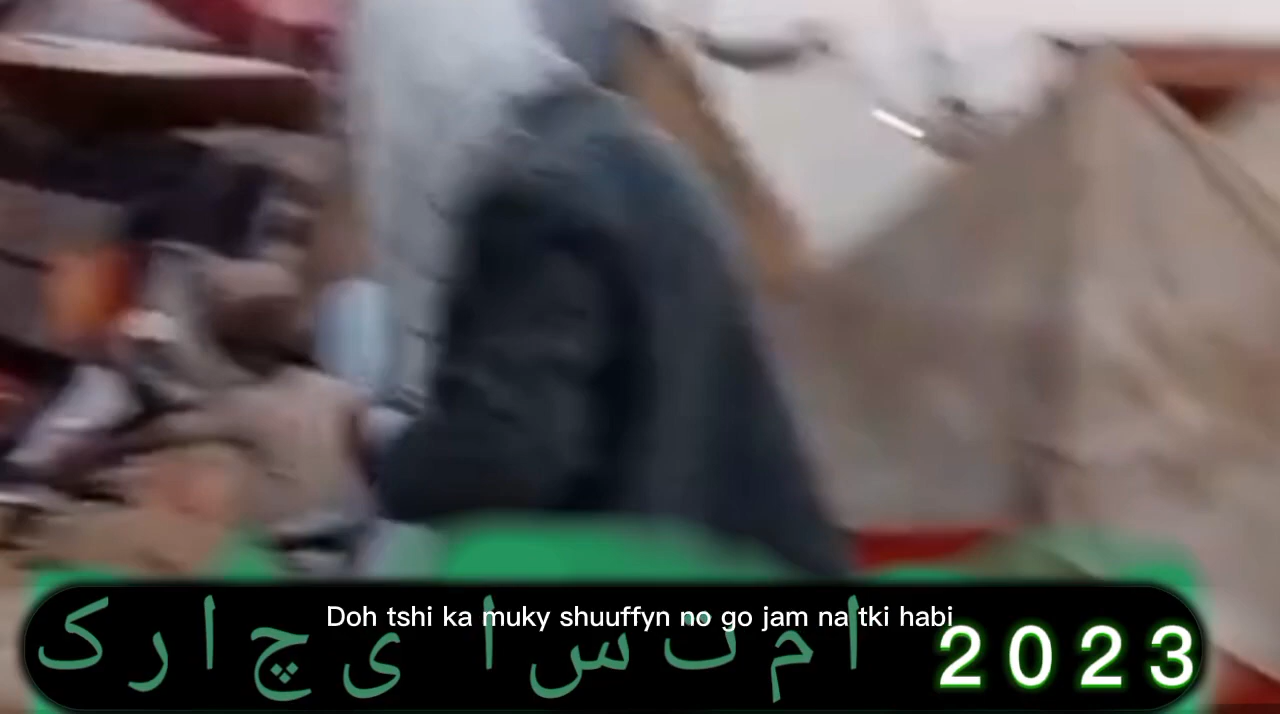 Doh tshi ka muky shuuffyn no go jam na tki habi
ک ر ا چ ی ا س ت م ا 2023